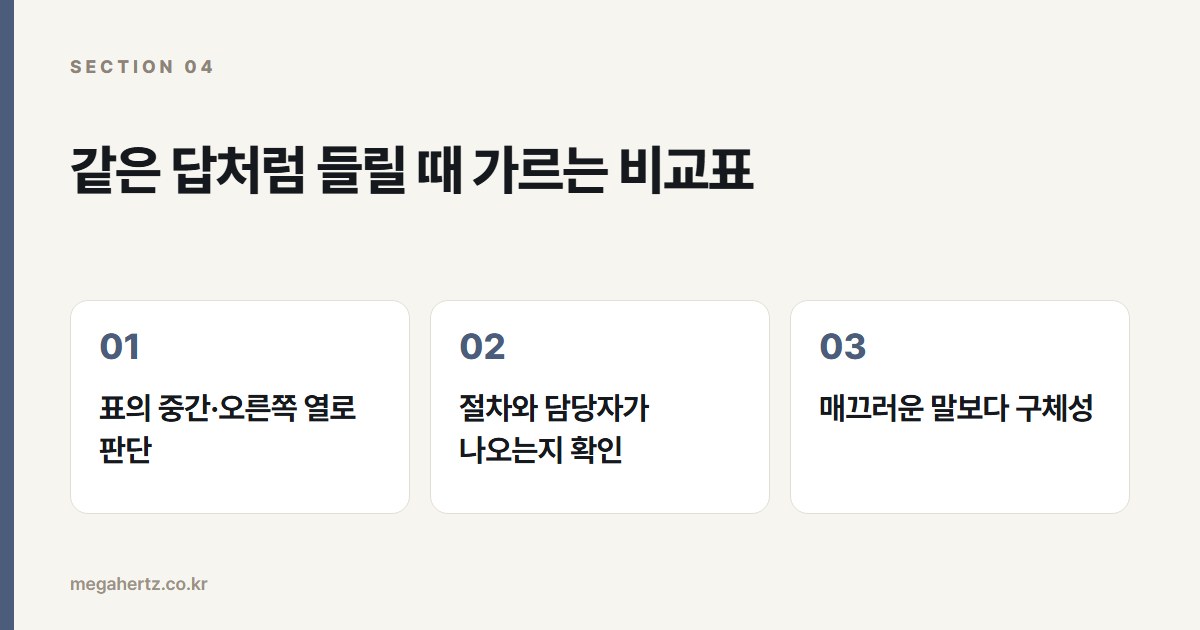 SECTION 04
같은 답처럼 들릴 때 가르는 비교표
01
표의 중간·오른쪽 열로
판단
02
절차와 담당자가
나오는지 확인
03
매끄러운 말보다 구체성
megahertz.co.kr